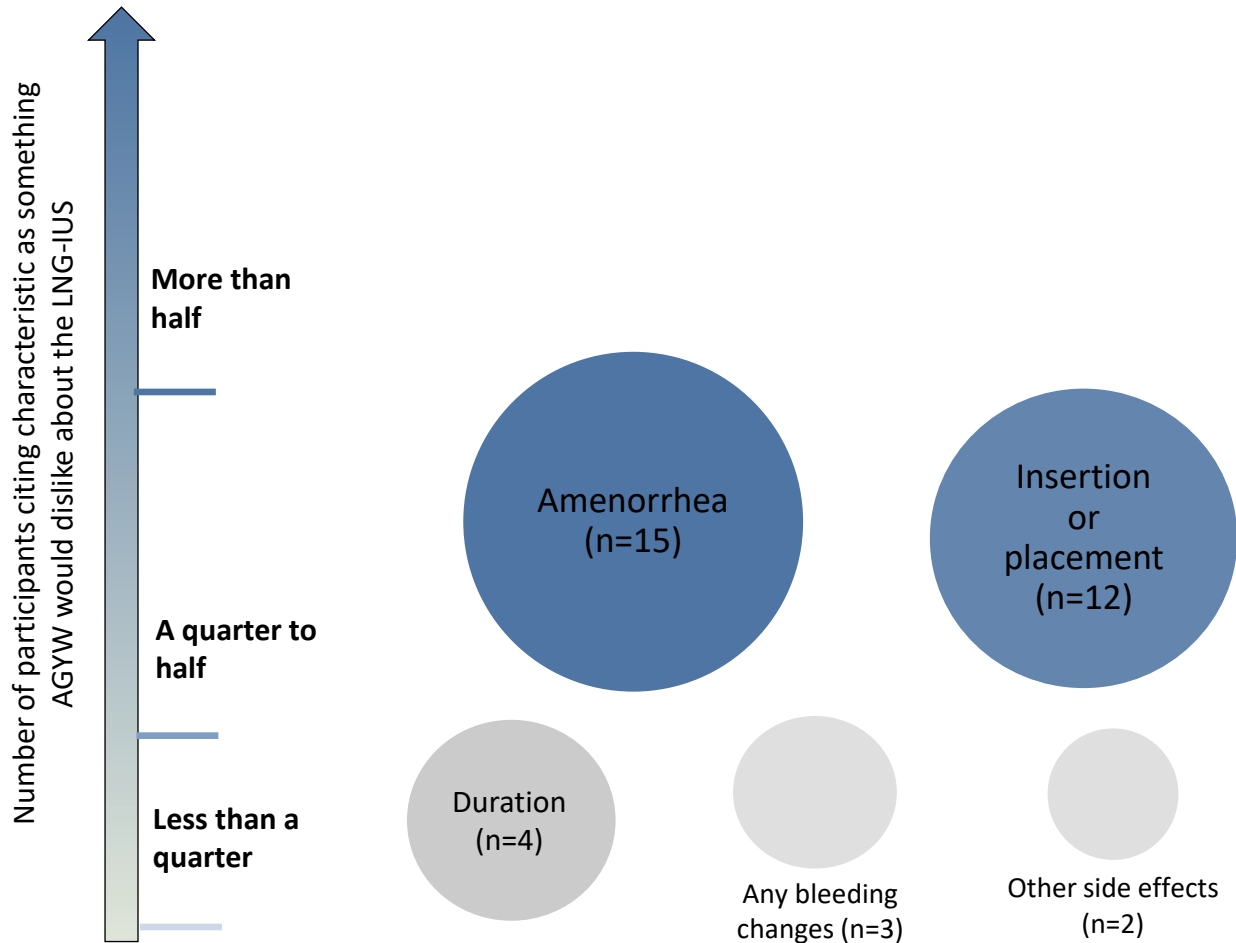 Number of participants citing characteristic as something
AGYW would dislike about the LNG-IUS
More than
half
A quarter to
half
Less than a
quarter
Amenorrhea
(n=15)
Insertion
or
placement
(n=12)
Duration
(n=4)
Any bleeding
changes (n=3)
Other side effects
(n=2)